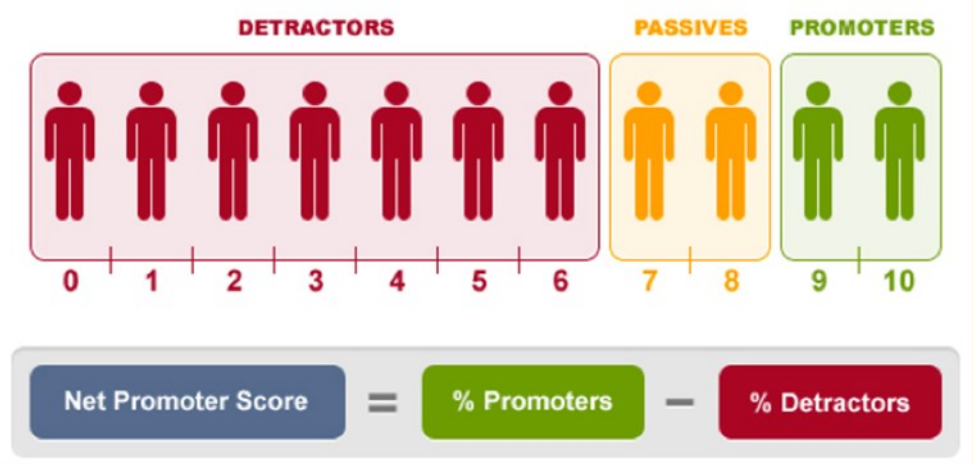 DETRACTORS PASSIVES PROMOTERS
0 1 2 3 4 5 6 7 8 9 10
Net Promoter Score = % Promoters − % Detractors